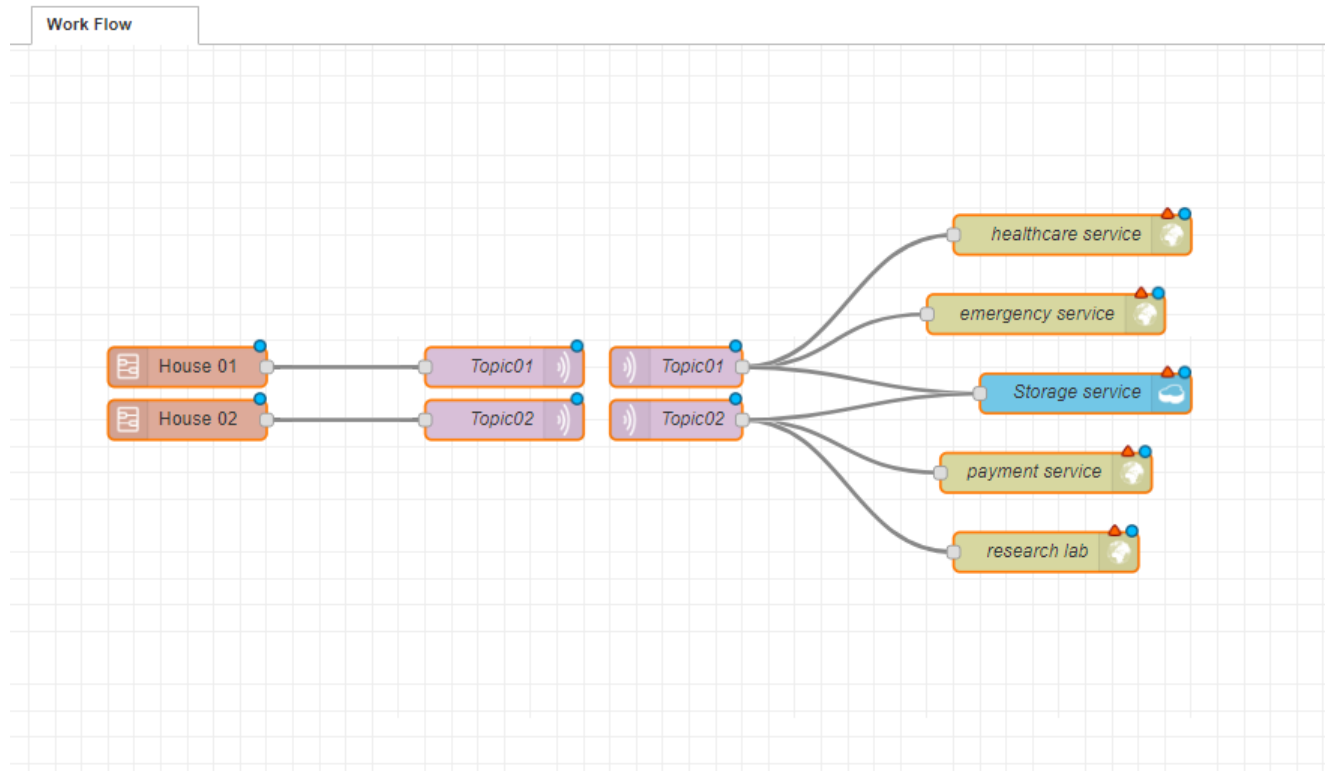 Work Flow
healthcare service
emergency service
House 01
Topic01
Topic01
Storage service
House 02
Topic02
Topic02
payment service
research lab